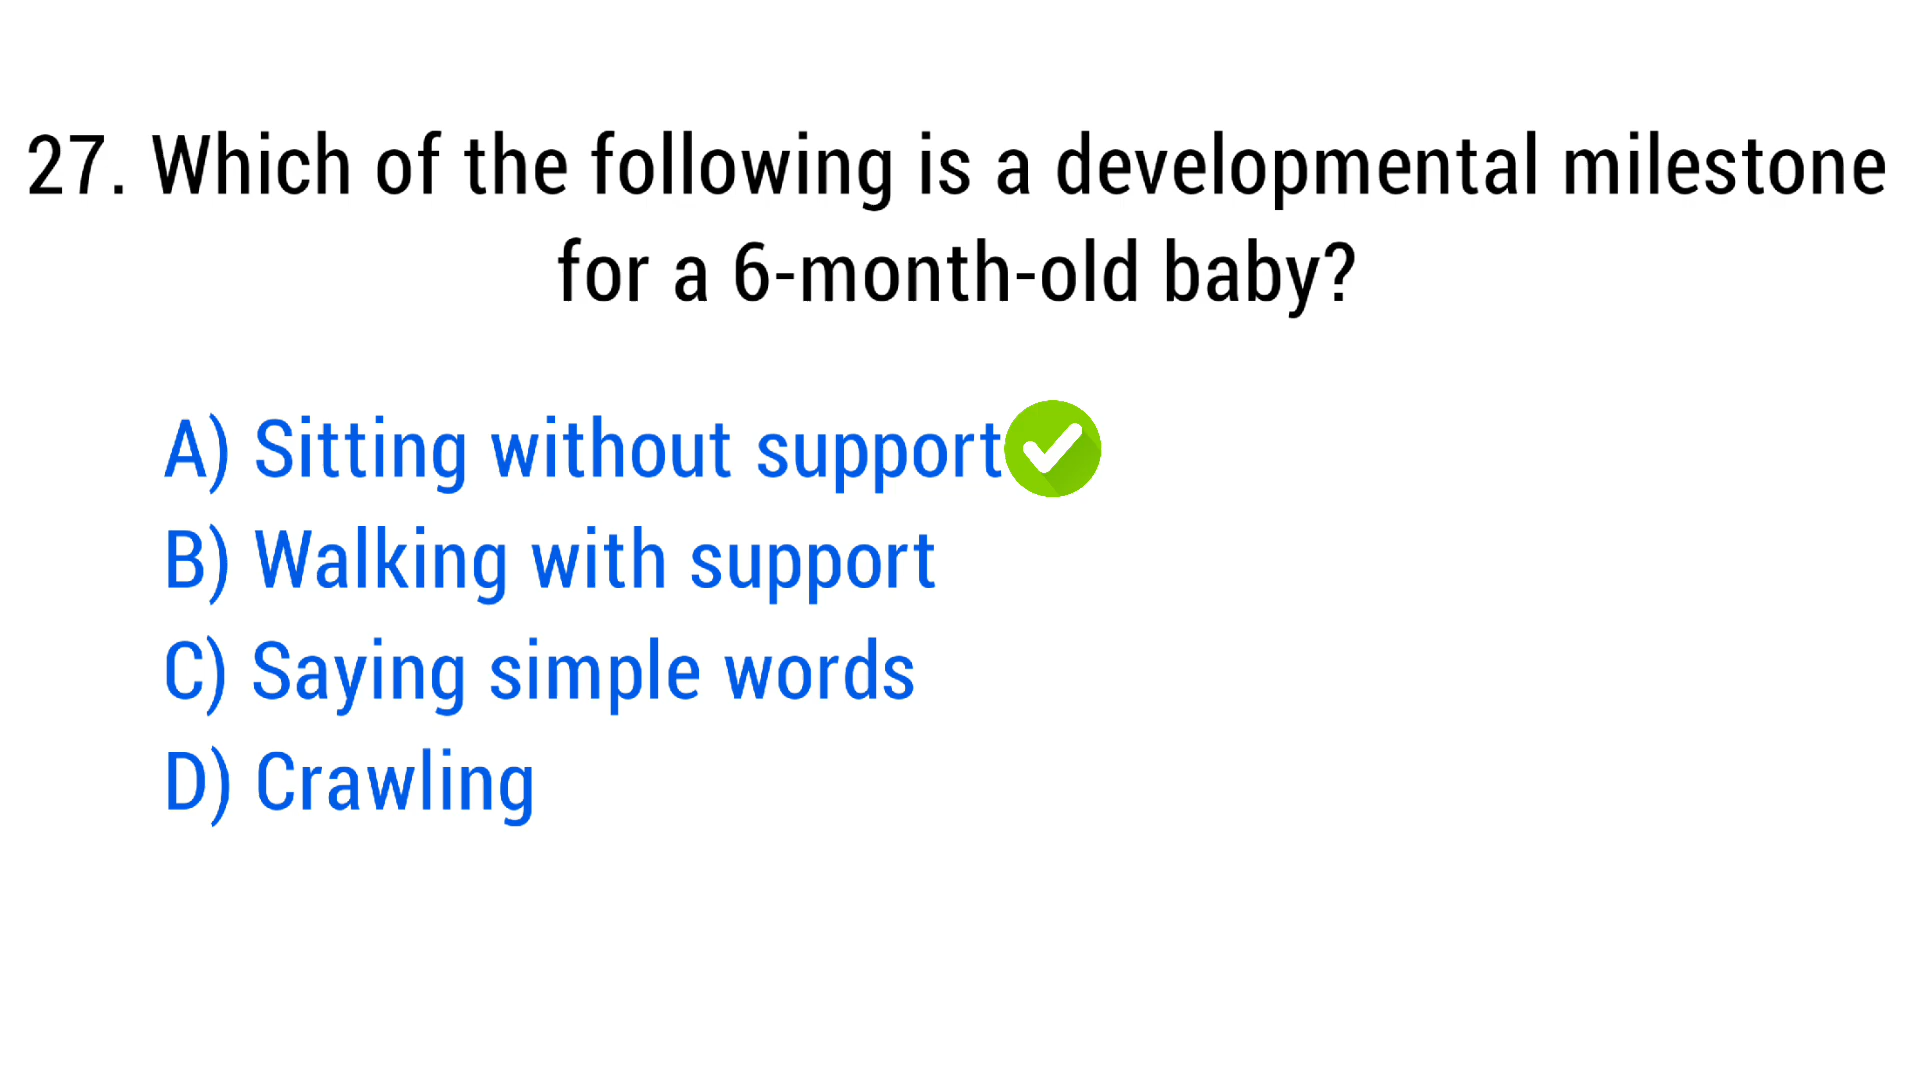 27. Which of the following is a developmental milestone
for a 6-month-old baby?
A) Sitting without support
B) Walking with support
C) Saying simple words
D) Crawling